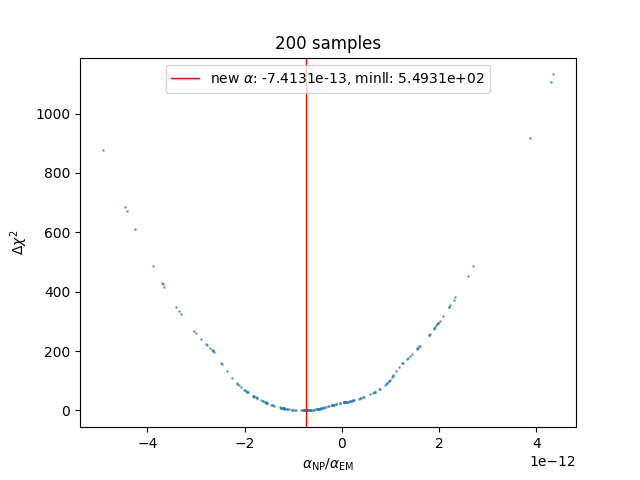 200 samples
new α: -7.4131e-13, minll: 5.4931e+02
Δχ²
1000
800
600
400
200
0
−4
−2
0
2
4
1e−12
α_NP/α_EM